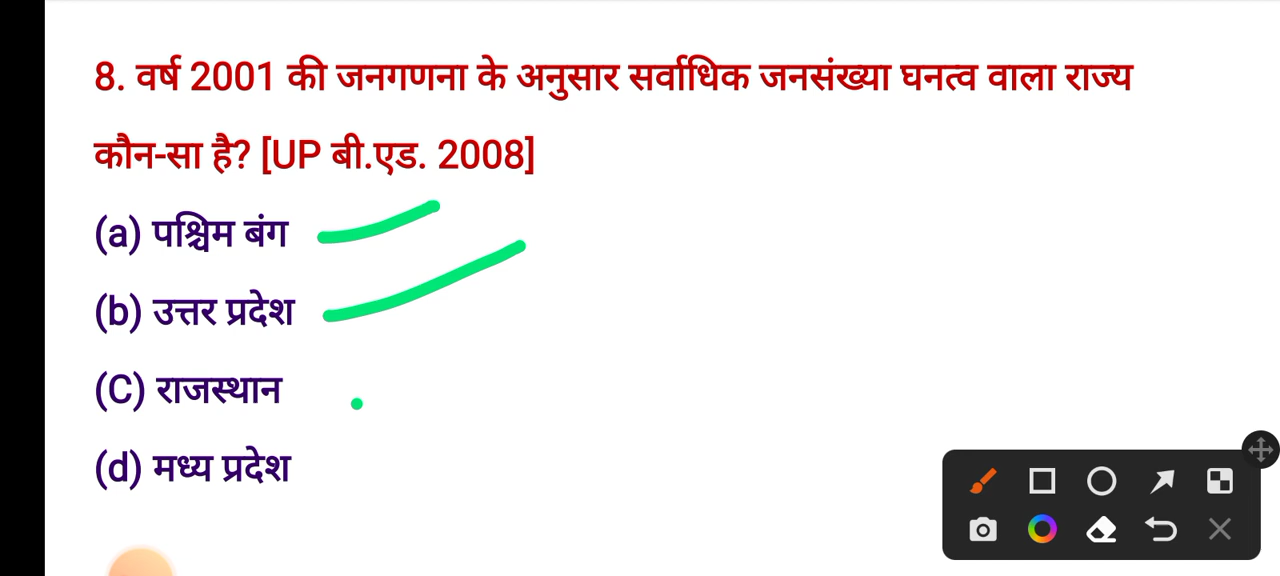 8. वर्ष 2001 की जनगणना के अनुसार सर्वाधिक जनसंख्या घनत्व वाला राज्य
कौन-सा है? [UP बी.एड. 2008]
(a) पश्चिम बंग
(b) उत्तर प्रदेश
(C) राजस्थान
(d) मध्य प्रदेश